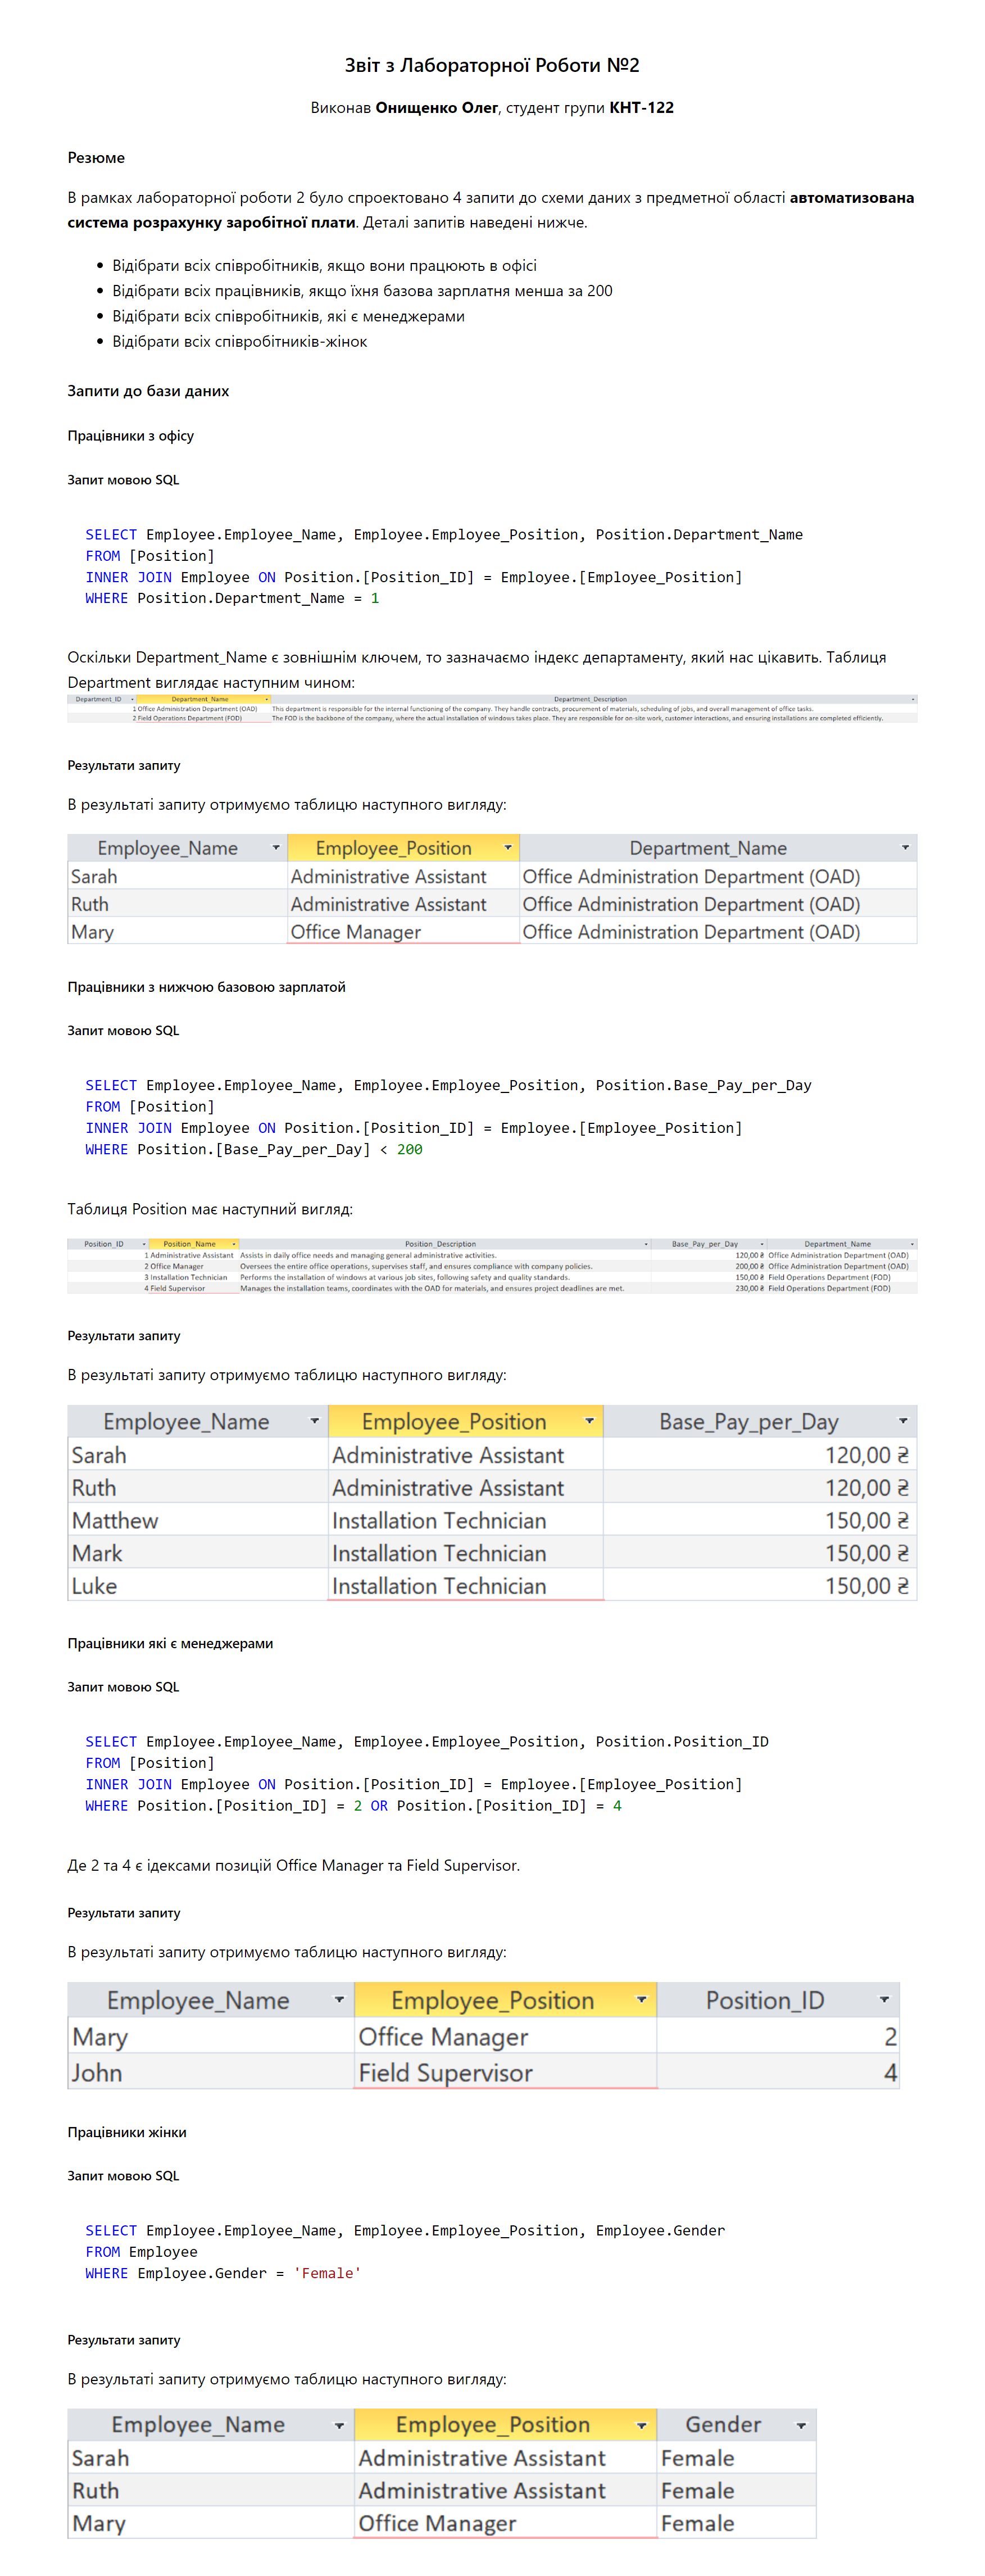 Звіт з Лабораторної Роботи №2
Виконав Онищенко Олег, студент групи КНТ-122
Резюме
В рамках лабораторної роботи 2 було спроектовано 4 запити до схеми даних з предметної області автоматизована
система розрахунку заробітної плати. Деталі запитів наведені нижче.
• Відібрати всіх співробітників, якщо вони працюють в офісі
• Відібрати всіх працівників, якщо їхня базова зарплатня менша за 200
• Відібрати всіх співробітників, які є менеджерами
• Відібрати всіх співробітників-жінок
Запити до бази даних
Працівники з офісу
Запит мовою SQL
SELECT Employee.Employee_Name, Employee.Employee_Position, Position.Department_Name
FROM [Position]
INNER JOIN Employee ON Position.[Position_ID] = Employee.[Employee_Position]
WHERE Position.Department_Name = 1
Оскільки Department_Name є зовнішнім ключем, то зазначаємо індекс департаменту, який нас цікавить. Таблиця
Department виглядає наступним чином:
Department_ID Department_Name Department_Description
1 Office Administration Department (OAD) This department is responsible for the internal functioning of the company. They handle contracts, procurement of materials, scheduling of jobs, and overall management of office tasks.
2 Field Operations Department (FOD) The FOD is the backbone of the company, where the actual installation of windows takes place. They are responsible for on-site work, customer interactions, and ensuring installations are completed efficiently.
Результати запиту
В результаті запиту отримуємо таблицю наступного вигляду:
Employee_Name Employee_Position Department_Name
Sarah Administrative Assistant Office Administration Department (OAD)
Ruth Administrative Assistant Office Administration Department (OAD)
Mary Office Manager Office Administration Department (OAD)
Працівники з нижчою базовою зарплатой
Запит мовою SQL
SELECT Employee.Employee_Name, Employee.Employee_Position, Position.Base_Pay_per_Day
FROM [Position]
INNER JOIN Employee ON Position.[Position_ID] = Employee.[Employee_Position]
WHERE Position.[Base_Pay_per_Day] < 200
Таблиця Position має наступний вигляд:
Position_ID Position_Name Position_Description Base_Pay_per_Day Department_Name
1 Administrative Assistant Assists in daily office needs and managing general administrative activities. 120,00 ₴ Office Administration Department (OAD)
2 Office Manager Oversees the entire office operations, supervises staff, and ensures compliance with company policies. 200,00 ₴ Office Administration Department (OAD)
3 Installation Technician Performs the installation of windows at various job sites, following safety and quality standards. 150,00 ₴ Field Operations Department (FOD)
4 Field Supervisor Manages the installation teams, coordinates with the OAD for materials, and ensures project deadlines are met. 230,00 ₴ Field Operations Department (FOD)
Результати запиту
В результаті запиту отримуємо таблицю наступного вигляду:
Employee_Name Employee_Position Base_Pay_per_Day
Sarah Administrative Assistant 120,00 ₴
Ruth Administrative Assistant 120,00 ₴
Matthew Installation Technician 150,00 ₴
Mark Installation Technician 150,00 ₴
Luke Installation Technician 150,00 ₴
Працівники які є менеджерами
Запит мовою SQL
SELECT Employee.Employee_Name, Employee.Employee_Position, Position.Position_ID
FROM [Position]
INNER JOIN Employee ON Position.[Position_ID] = Employee.[Employee_Position]
WHERE Position.[Position_ID] = 2 OR Position.[Position_ID] = 4
Де 2 та 4 є ідексами позицій Office Manager та Field Supervisor.
Результати запиту
В результаті запиту отримуємо таблицю наступного вигляду:
Employee_Name Employee_Position Position_ID
Mary Office Manager 2
John Field Supervisor 4
Працівники жінки
Запит мовою SQL
SELECT Employee.Employee_Name, Employee.Employee_Position, Employee.Gender
FROM Employee
WHERE Employee.Gender = 'Female'
Результати запиту
В результаті запиту отримуємо таблицю наступного вигляду:
Employee_Name Employee_Position Gender
Sarah Administrative Assistant Female
Ruth Administrative Assistant Female
Mary Office Manager Female